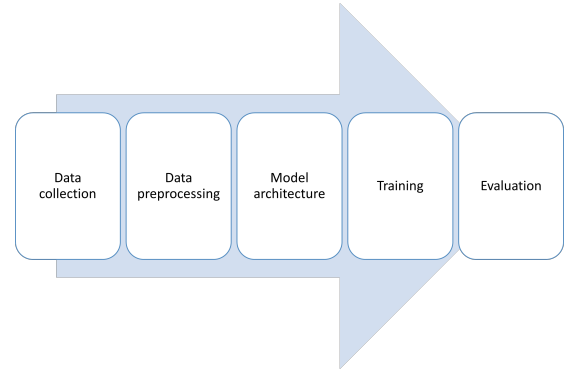 Data
collection
Data
preprocessing
Model
architecture
Training
Evaluation